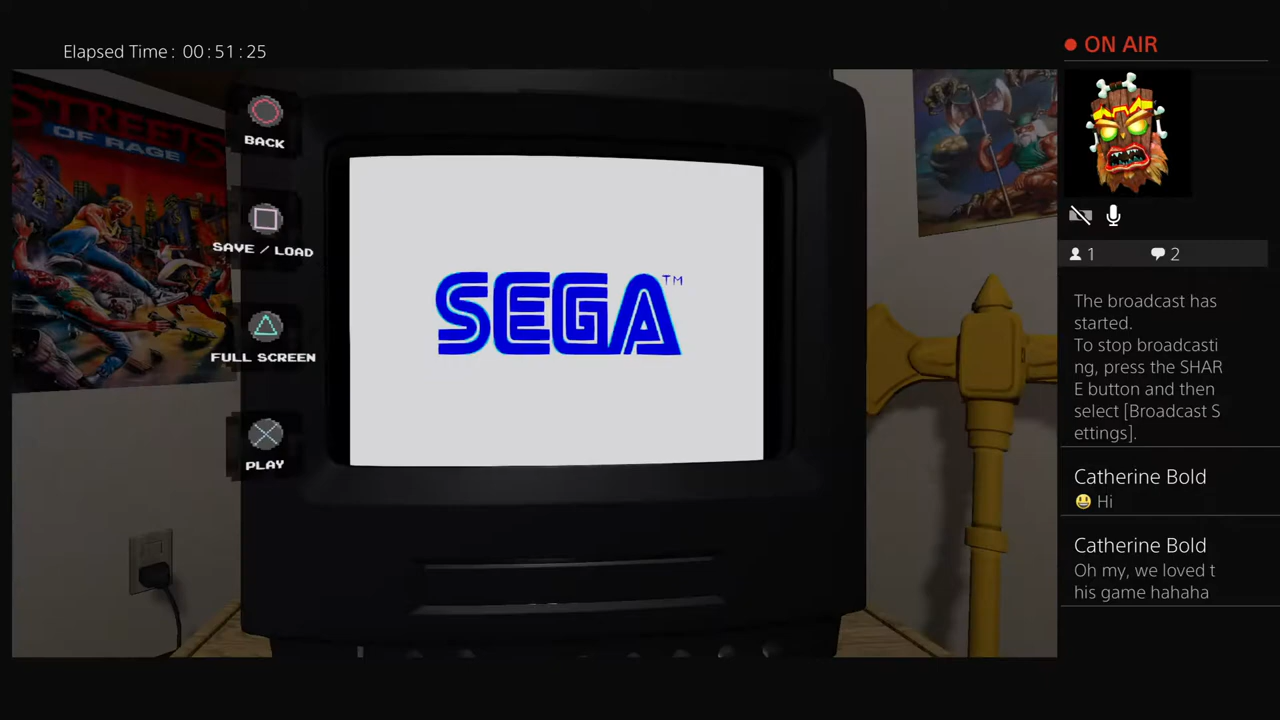 Elapsed Time: 00:51:25
ON AIR
STREETS
OF RAGE
BACK
SAVE / LOAD
FULL SCREEN
PLAY
SEGA™
1
2
The broadcast has
started.
To stop broadcasti
ng, press the SHAR
E button and then
select [Broadcast S
ettings].
Catherine Bold
😃 Hi
Catherine Bold
Oh my, we loved t
his game hahaha